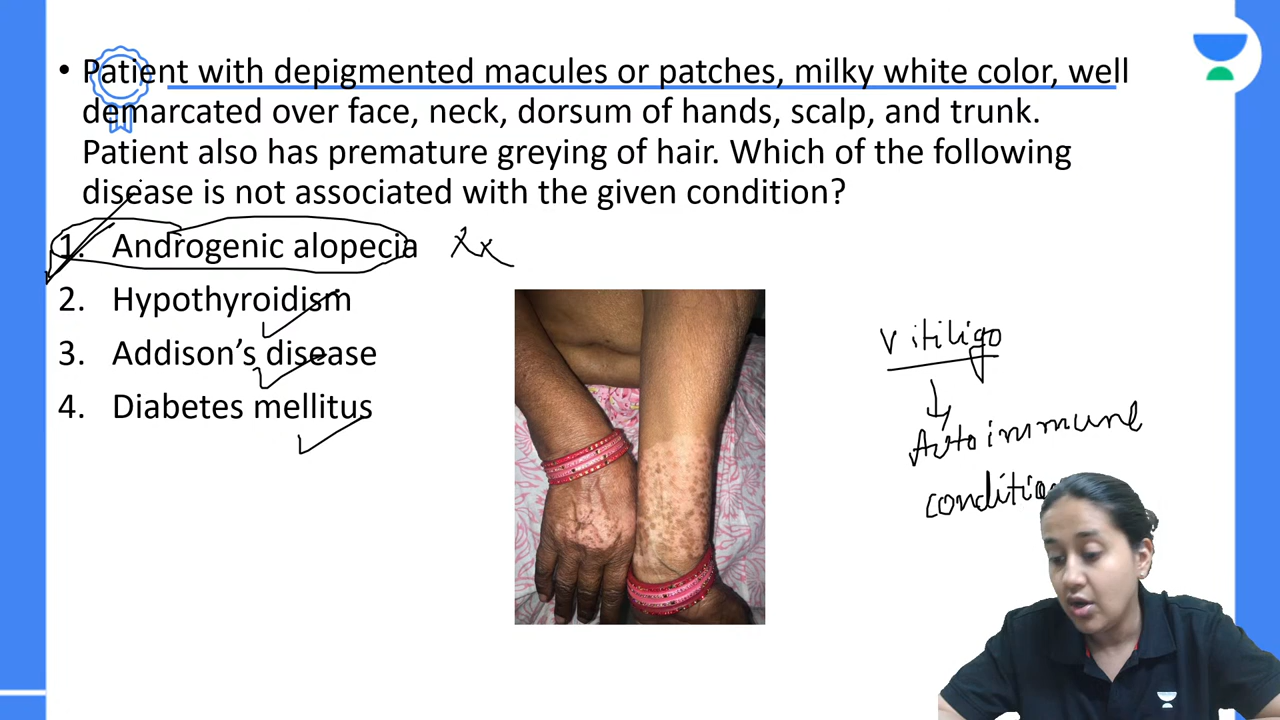 • Patient with depigmented macules or patches, milky white color, well
demarcated over face, neck, dorsum of hands, scalp, and trunk.
Patient also has premature greying of hair. Which of the following
disease is not associated with the given condition?
1. Androgenic alopecia
2. Hypothyroidism
3. Addison's disease
4. Diabetes mellitus
Vitiligo
Autoimmune
condition